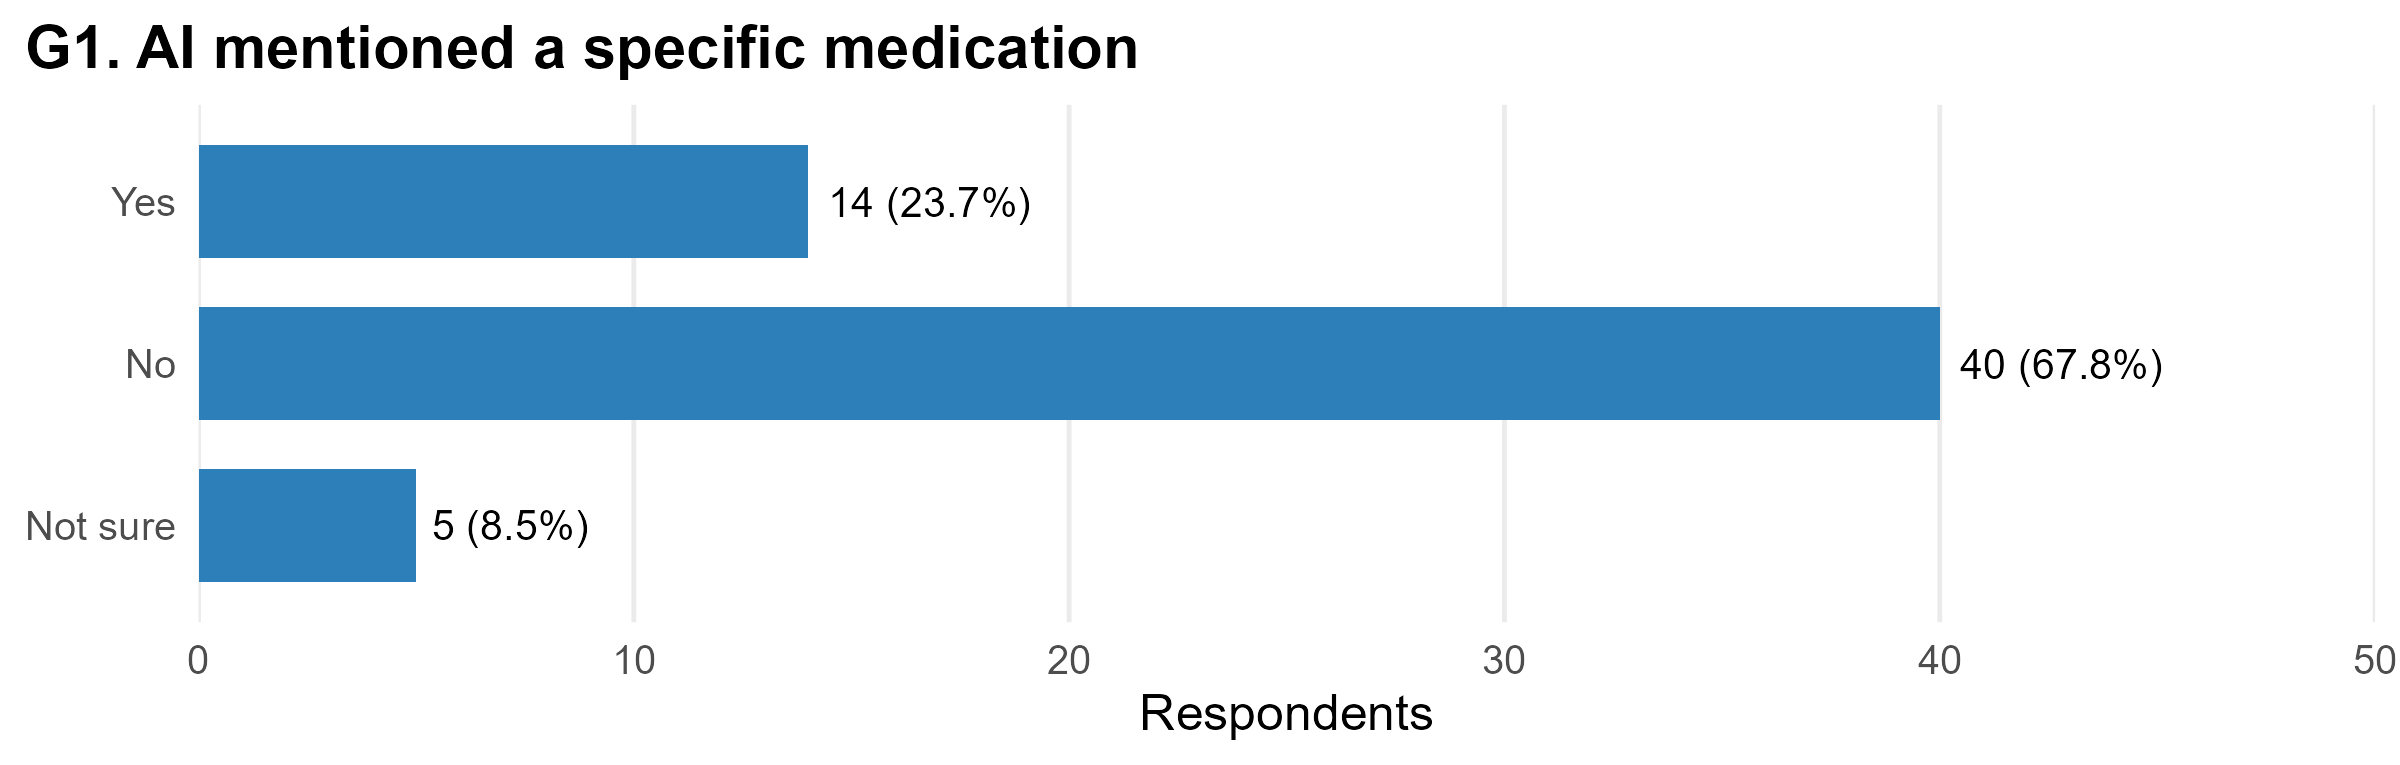 G1. AI mentioned a specific medication
Yes
14 (23.7%)
No
40 (67.8%)
Not sure
5 (8.5%)
0
10
20
30
40
50
Respondents